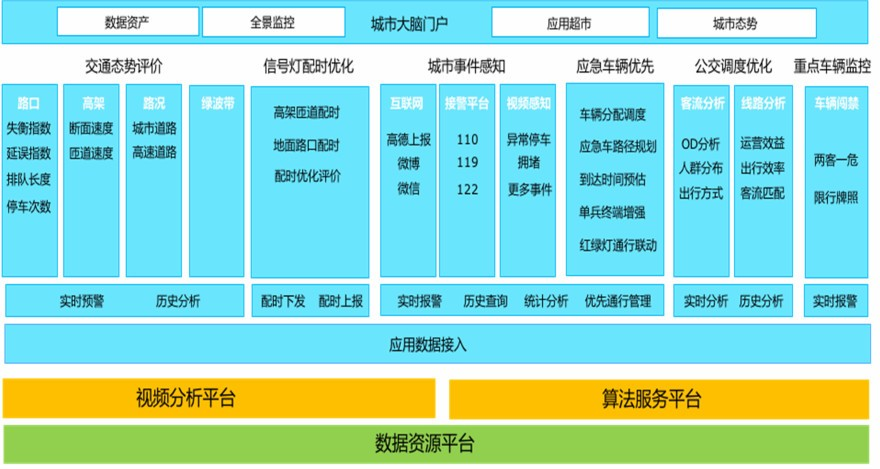 数据资产
全景监控
城市大脑门户
应用超市
城市态势
交通态势评价
信号灯配时优化
城市事件感知
应急车辆优先
公交调度优化
重点车辆监控
路口
失衡指数
延误指数
排队长度
停车次数
高架
断面速度
匝道速度
路况
城市道路
高速道路
绿波带
高架匝道配时
地面路口配时
配时优化评价
互联网
高德上报
微博
微信
接警平台
110
119
122
视频感知
异常停车
拥堵
更多事件
车辆分配调度
应急车路径规划
到达时间预估
单兵终端增强
红绿灯通行联动
客流分析
OD分析
人群分布
出行方式
线路分析
运营效益
出行效率
客流匹配
车辆闯禁
两客一危
限行牌照
实时预警 历史分析
配时下发 配时上报
实时报警 历史查询 统计分析 优先通行管理
实时分析 历史分析
实时报警
应用数据接入
视频分析平台
算法服务平台
数据资源平台